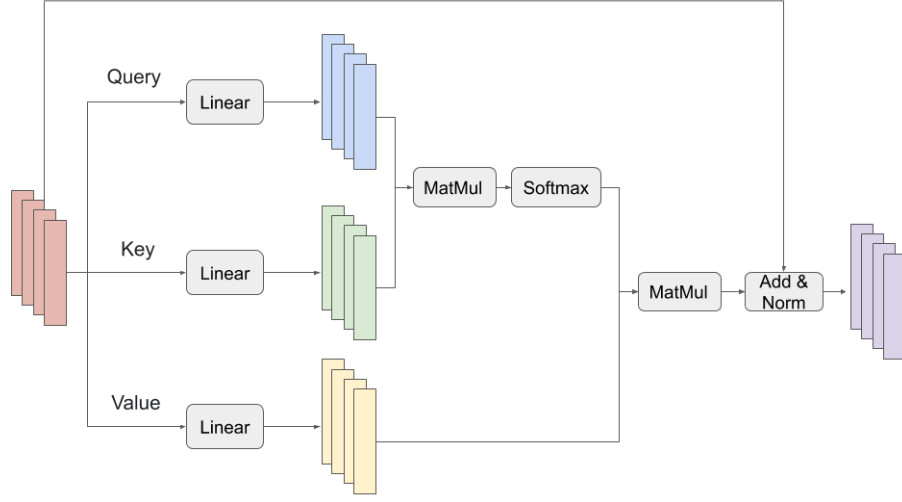 Query
Linear
MatMul
Softmax
Key
Linear
MatMul
Add &
Norm
Value
Linear